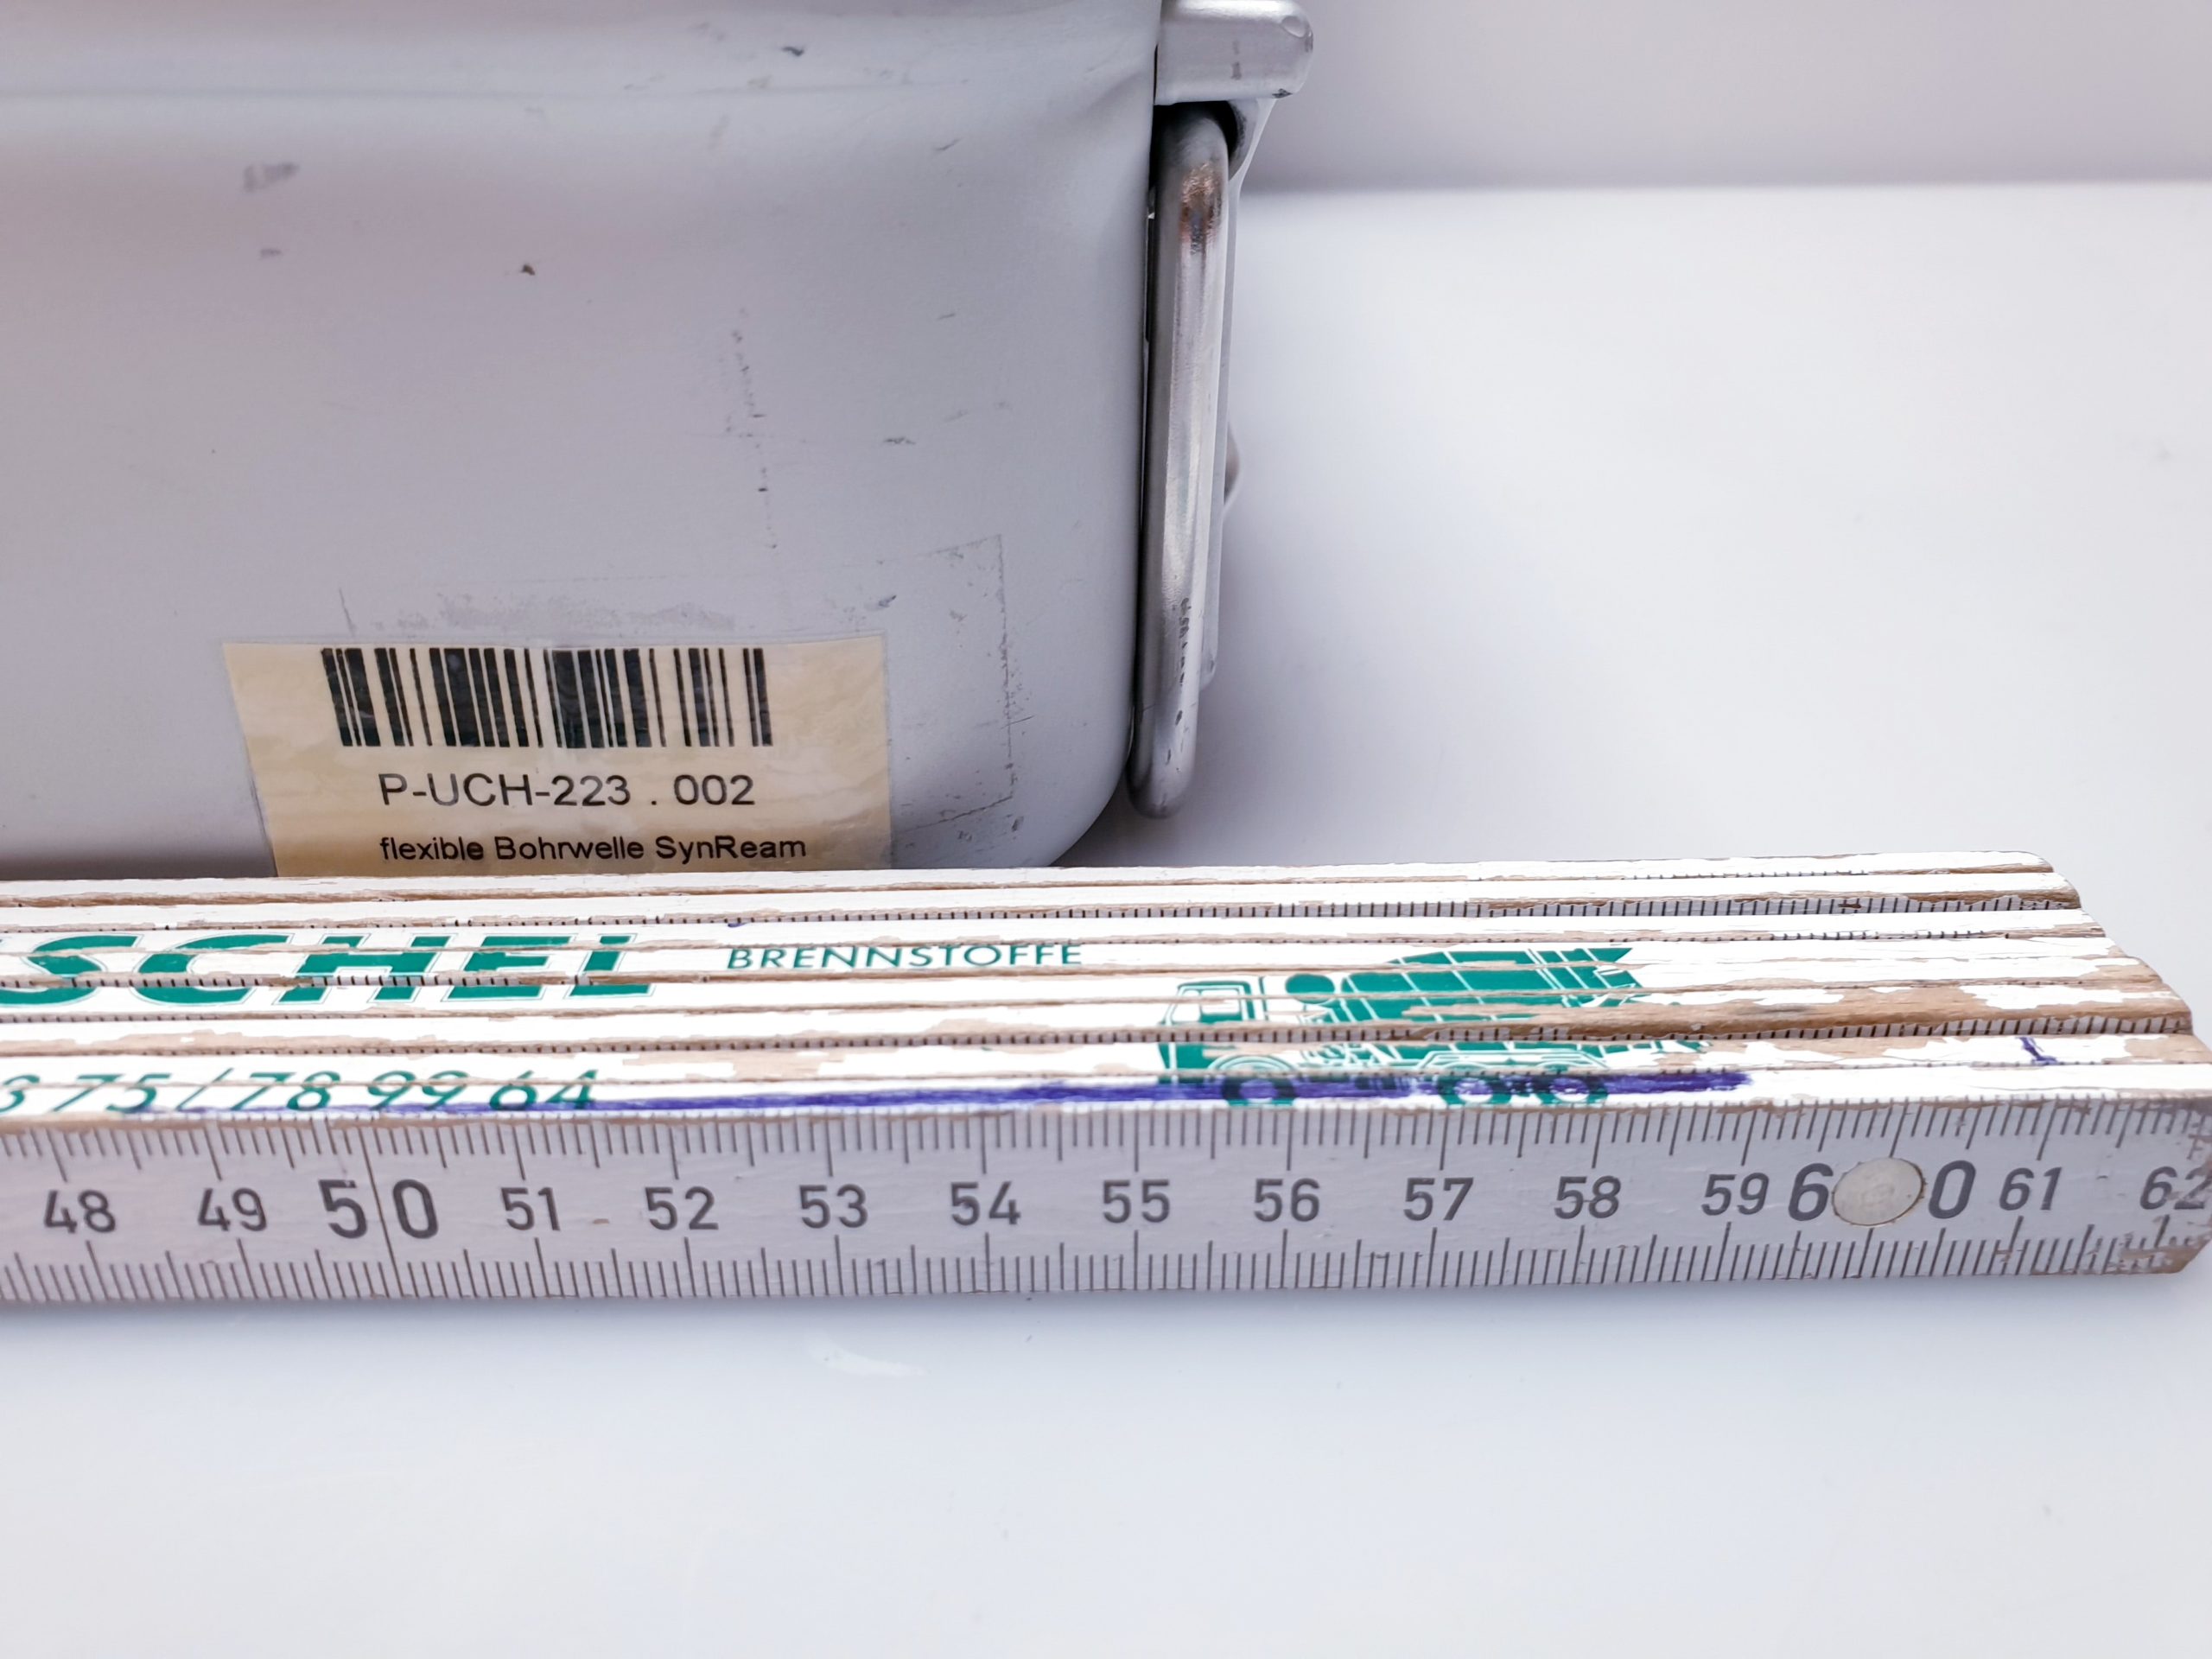 P-UCH-223 . 002
flexible Bohrwelle SynReam
SCHEL BRENNSTOFFE
375/78 99 64
48 49 50 51 52 53 54 55 56 57 58 59 60 61 62